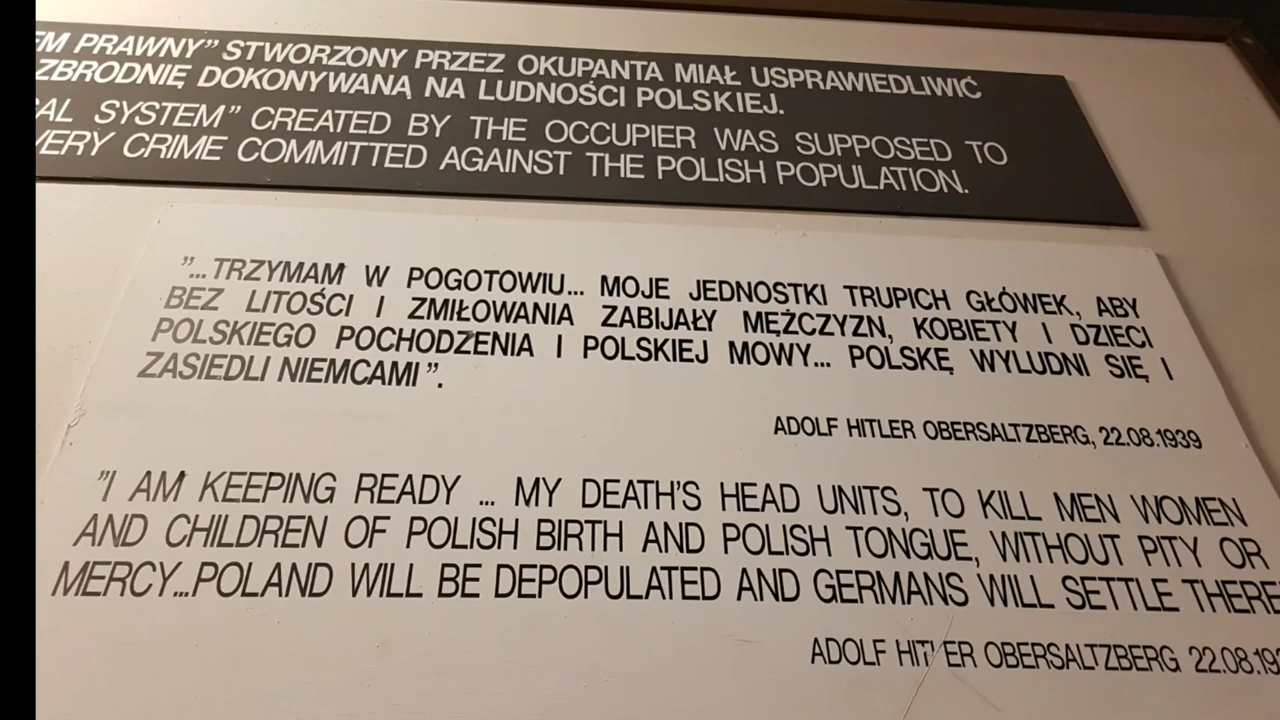 EM PRAWNY” STWORZONY PRZEZ OKUPANTA MIAŁ USPRAWIEDLIWIĆ
ZBRODNIĘ DOKONYWANĄ NA LUDNOŚCI POLSKIEJ.
AL SYSTEM” CREATED BY THE OCCUPIER WAS SUPPOSED TO
VERY CRIME COMMITTED AGAINST THE POLISH POPULATION.
”...TRZYMAM W POGOTOWIU... MOJE JEDNOSTKI TRUPICH GŁÓWEK, ABY
BEZ LITOŚCI I ZMIŁOWANIA ZABIJAŁY MĘŻCZYZN, KOBIETY I DZIECI
POLSKIEGO POCHODZENIA I POLSKIEJ MOWY... POLSKĘ WYLUDNI SIĘ I
ZASIEDLI NIEMCAMI”.
ADOLF HITLER OBERSALTZBERG, 22.08.1939
”I AM KEEPING READY ... MY DEATH'S HEAD UNITS, TO KILL MEN WOMEN
AND CHILDREN OF POLISH BIRTH AND POLISH TONGUE, WITHOUT PITY OR
MERCY...POLAND WILL BE DEPOPULATED AND GERMANS WILL SETTLE THERE
ADOLF HITLER OBERSALTZBERG 22.08.193